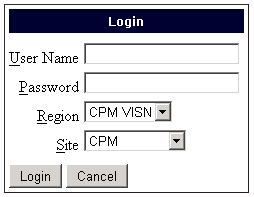 Login
User Name
Password
Region CPM VISN
Site CPM
Login Cancel